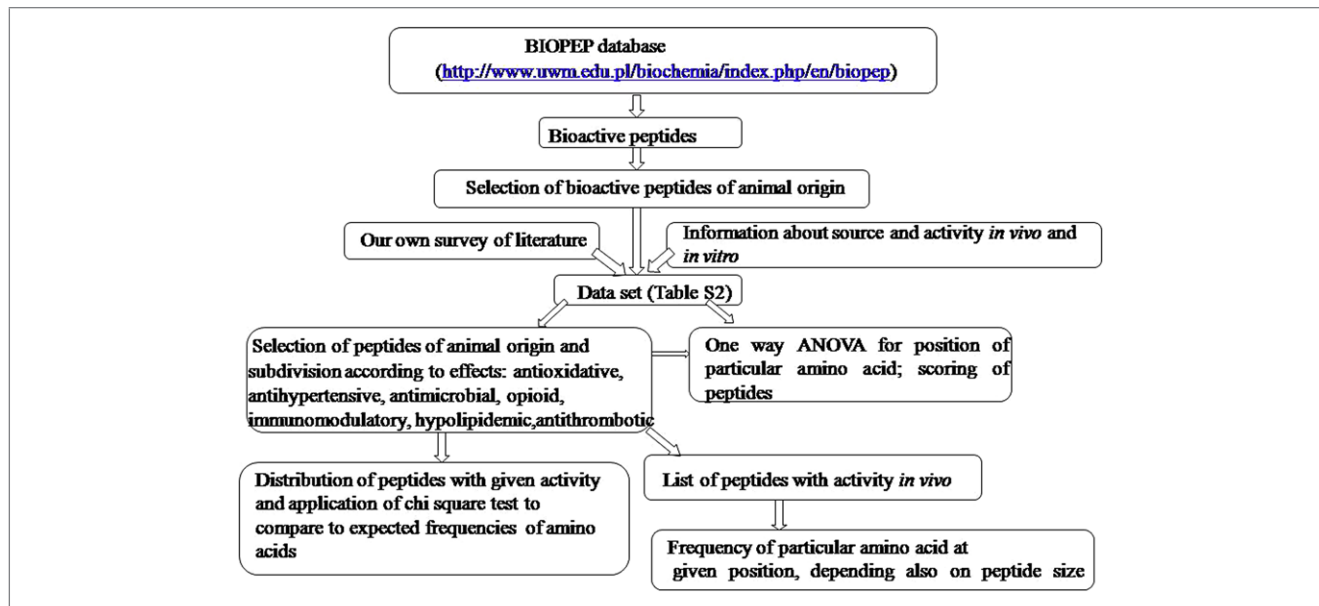 BIOPEP database
(http://www.uwm.edu.pl/biochemia/index.php/en/biopep)
Bioactive peptides
Selection of bioactive peptides of animal origin
Our own survey of literature
Information about source and activity in vivo and
in vitro
Data set (Table S2)
Selection of peptides of animal origin and
subdivision according to effects: antioxidative,
antihypertensive, antimicrobial, opioid,
immunomodulatory, hypolipidemic,antithrombotic
One way ANOVA for position of
particular amino acid; scoring of
peptides
Distribution of peptides with given activity
and application of chi square test to
compare to expected frequencies of amino
acids
List of peptides with activity in vivo
Frequency of particular amino acid at
given position, depending also on peptide size